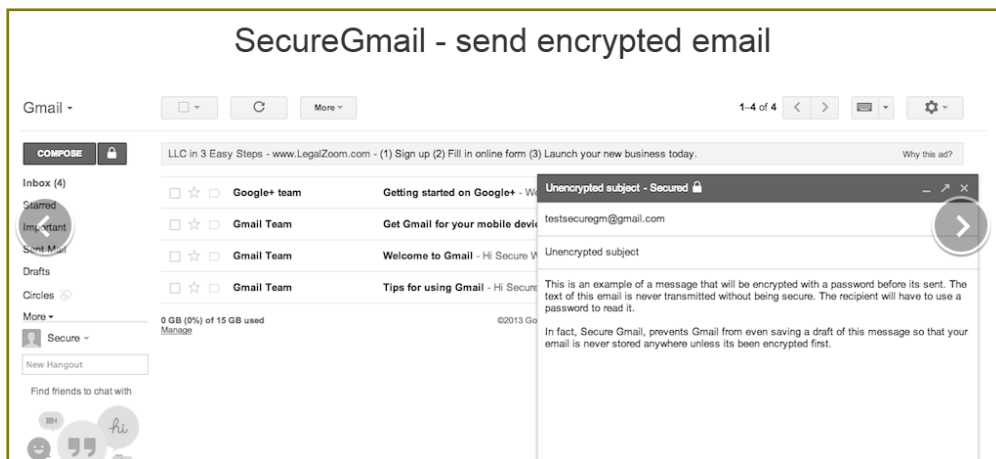 SecureGmail - send encrypted email
Gmail
More
1–4 of 4
COMPOSE
LLC in 3 Easy Steps - www.LegalZoom.com - (1) Sign up (2) Fill in online form (3) Launch your new business today.
Why this ad?
Inbox (4)
Starred
Important
Sent Mail
Drafts
Circles
More
Secure
New Hangout
Find friends to chat with
hi
Google+ team Getting started on Google+ -
Gmail Team Get Gmail for your mobile
Gmail Team Welcome to Gmail - Hi Secure
Gmail Team Tips for using Gmail - Hi Secure
0 GB (0%) of 15 GB used
Manage
©2013
Unencrypted subject - Secured
testsecuregm@gmail.com
Unencrypted subject
This is an example of a message that will be encrypted with a password before its sent. The
text of this email is never transmitted without being secure. The recipient will have to use a
password to read it.
In fact, Secure Gmail, prevents Gmail from even saving a draft of this message so that your
email is never stored anywhere unless its been encrypted first.